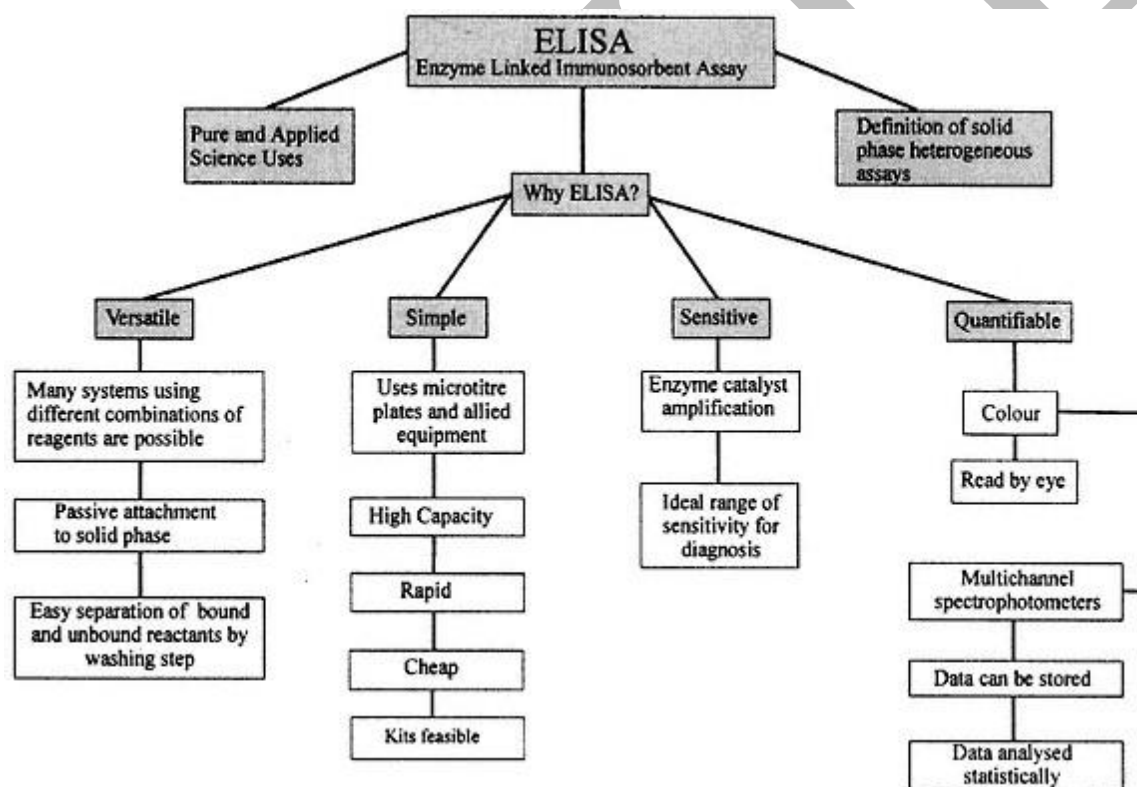 ELISA
Enzyme Linked Immunosorbent Assay
Pure and Applied
Science Uses
Definition of solid
phase heterogeneous
assays
Why ELISA?
Versatile
Many systems using
different combinations of
reagents are possible
Passive attachment
to solid phase
Easy separation of bound
and unbound reactants by
washing step
Simple
Uses microtitre
plates and allied
equipment
High Capacity
Rapid
Cheap
Kits feasible
Sensitive
Enzyme catalyst
amplification
Ideal range of
sensitivity for
diagnosis
Quantifiable
Colour
Read by eye
Multichannel
spectrophotometers
Data can be stored
Data analysed
statistically